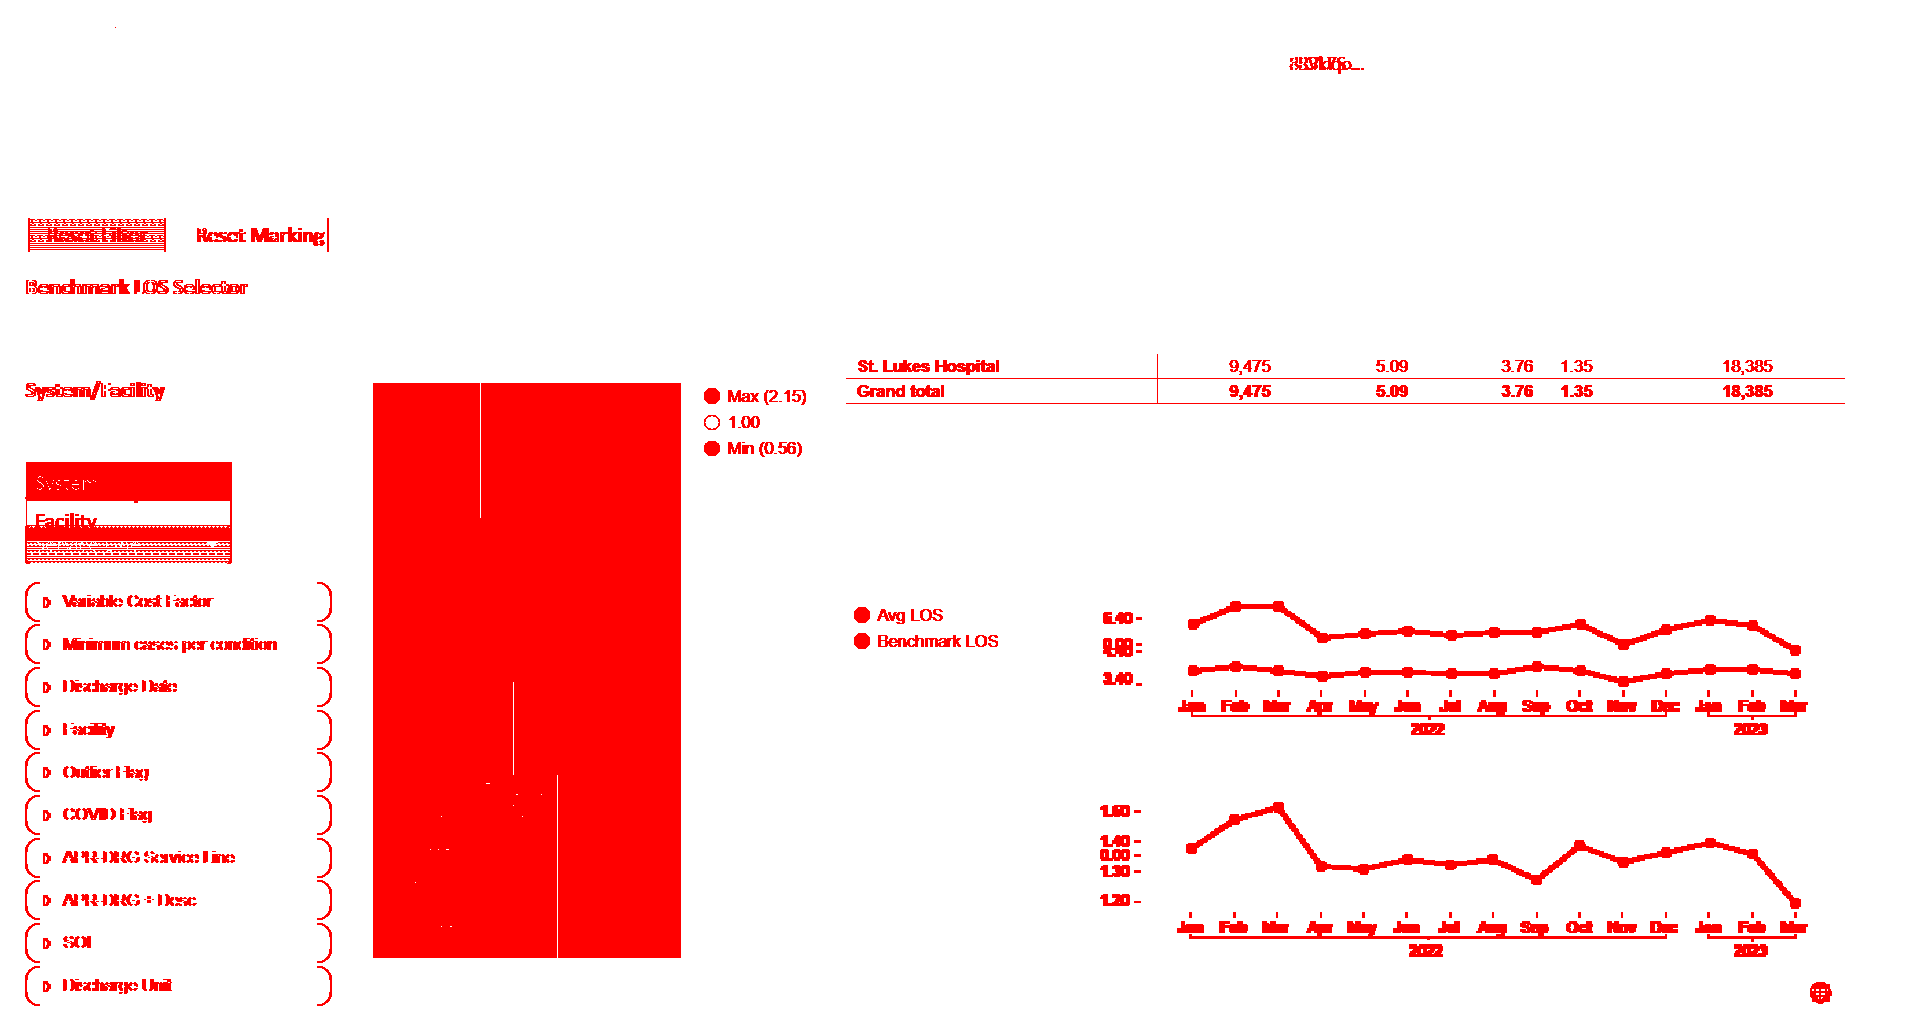 Reset Filter Reset Marking
Benchmark LOS Selector
System/Facility
System
Facility
Variable Cost Factor
Minimum cases per condition
Discharge Date
Facility
Outlier Flag
COVID Flag
APR-DRG Service Line
APR-DRG + Desc
SOI
Discharge Unit
Max (2.15)
1.00
Min (0.56)
St. Lukes Hospital 9,475 5.09 3.76 1.35 18,385
Grand total 9,475 5.09 3.76 1.35 18,385
Avg LOS
Benchmark LOS
0.00
3.40
Jan Feb Mar Apr May Jun Jul Aug Sep Oct Nov Dec Jan Feb Mar
2022 2023
1.40
0.00
1.30
1.20
Jan Feb Mar Apr May Jun Jul Aug Sep Oct Nov Dec Jan Feb Mar
2022 2023